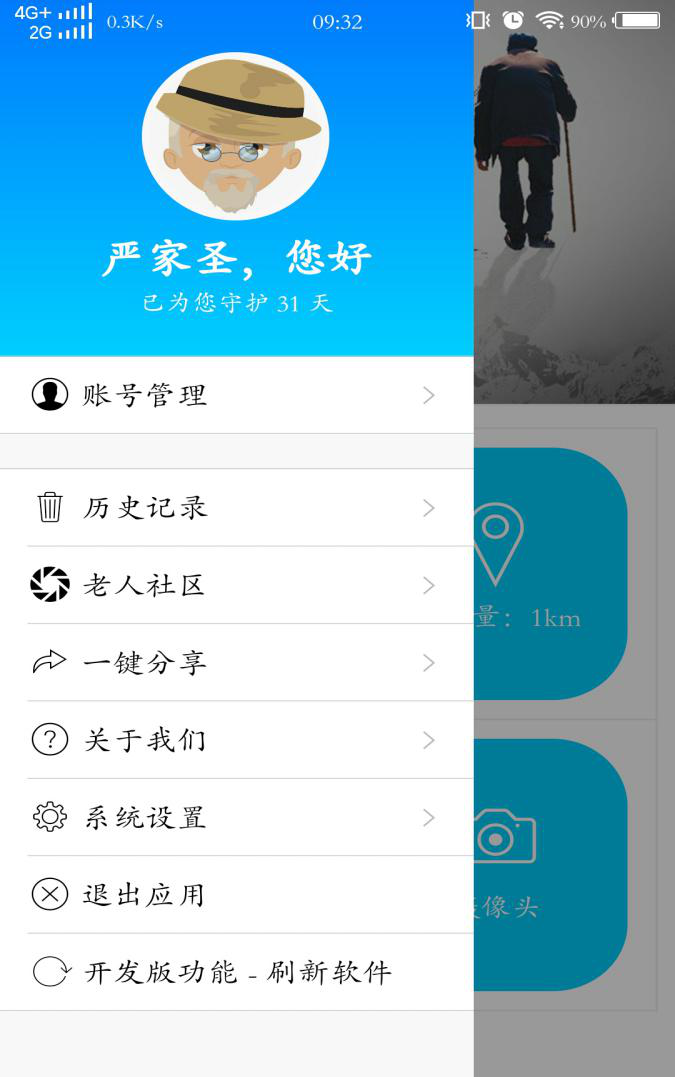 4G+ 0.3K/s 09:32 90%
2G
严家圣，您好
已为您守护 31 天
账号管理
历史记录
老人社区
量：1km
一键分享
关于我们
系统设置
退出应用
像头
开发版功能 - 刷新软件